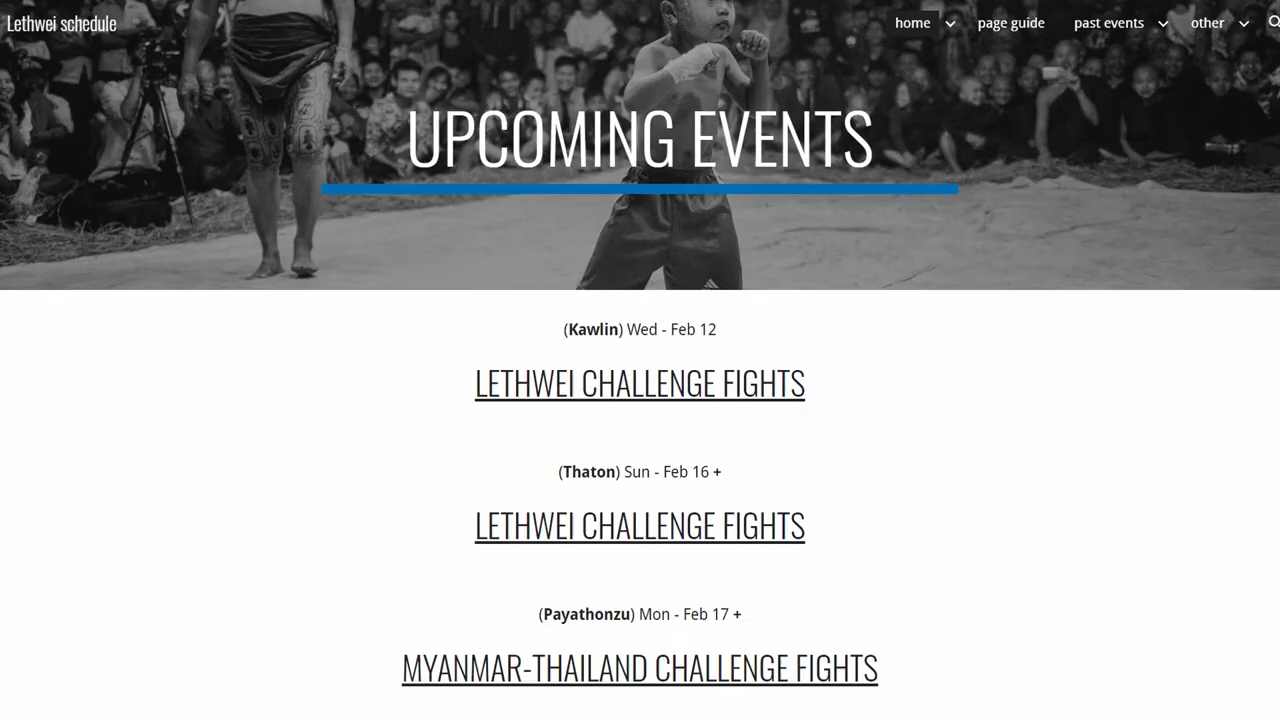 Lethwei schedule
home
page guide
past events
other
UPCOMING EVENTS
(Kawlin) Wed - Feb 12
LETHWEI CHALLENGE FIGHTS
(Thaton) Sun - Feb 16 +
LETHWEI CHALLENGE FIGHTS
(Payathonzu) Mon - Feb 17 +
MYANMAR-THAILAND CHALLENGE FIGHTS